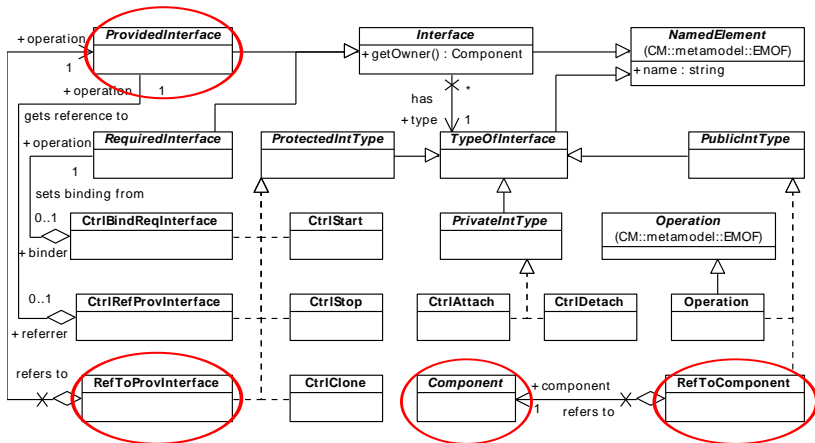 + operation
ProvidedInterface
Interface
NamedElement
+ getOwner() : Component
(CM::metamodel::EMOF)
1
+ name : string
+ operation
1
has
*
gets reference to
+ type
1
+ operation
RequiredInterface
ProtectedIntType
TypeOfInterface
PublicIntType
1
sets binding from
0..1
CtrlBindReqInterface
CtrlStart
PrivateIntType
Operation
(CM::metamodel::EMOF)
+ binder
0..1
CtrlRefProvInterface
CtrlStop
CtrlAttach
CtrlDetach
Operation
+ referrer
refers to
RefToProvInterface
CtrlClone
Component
+ component
RefToComponent
1
refers to